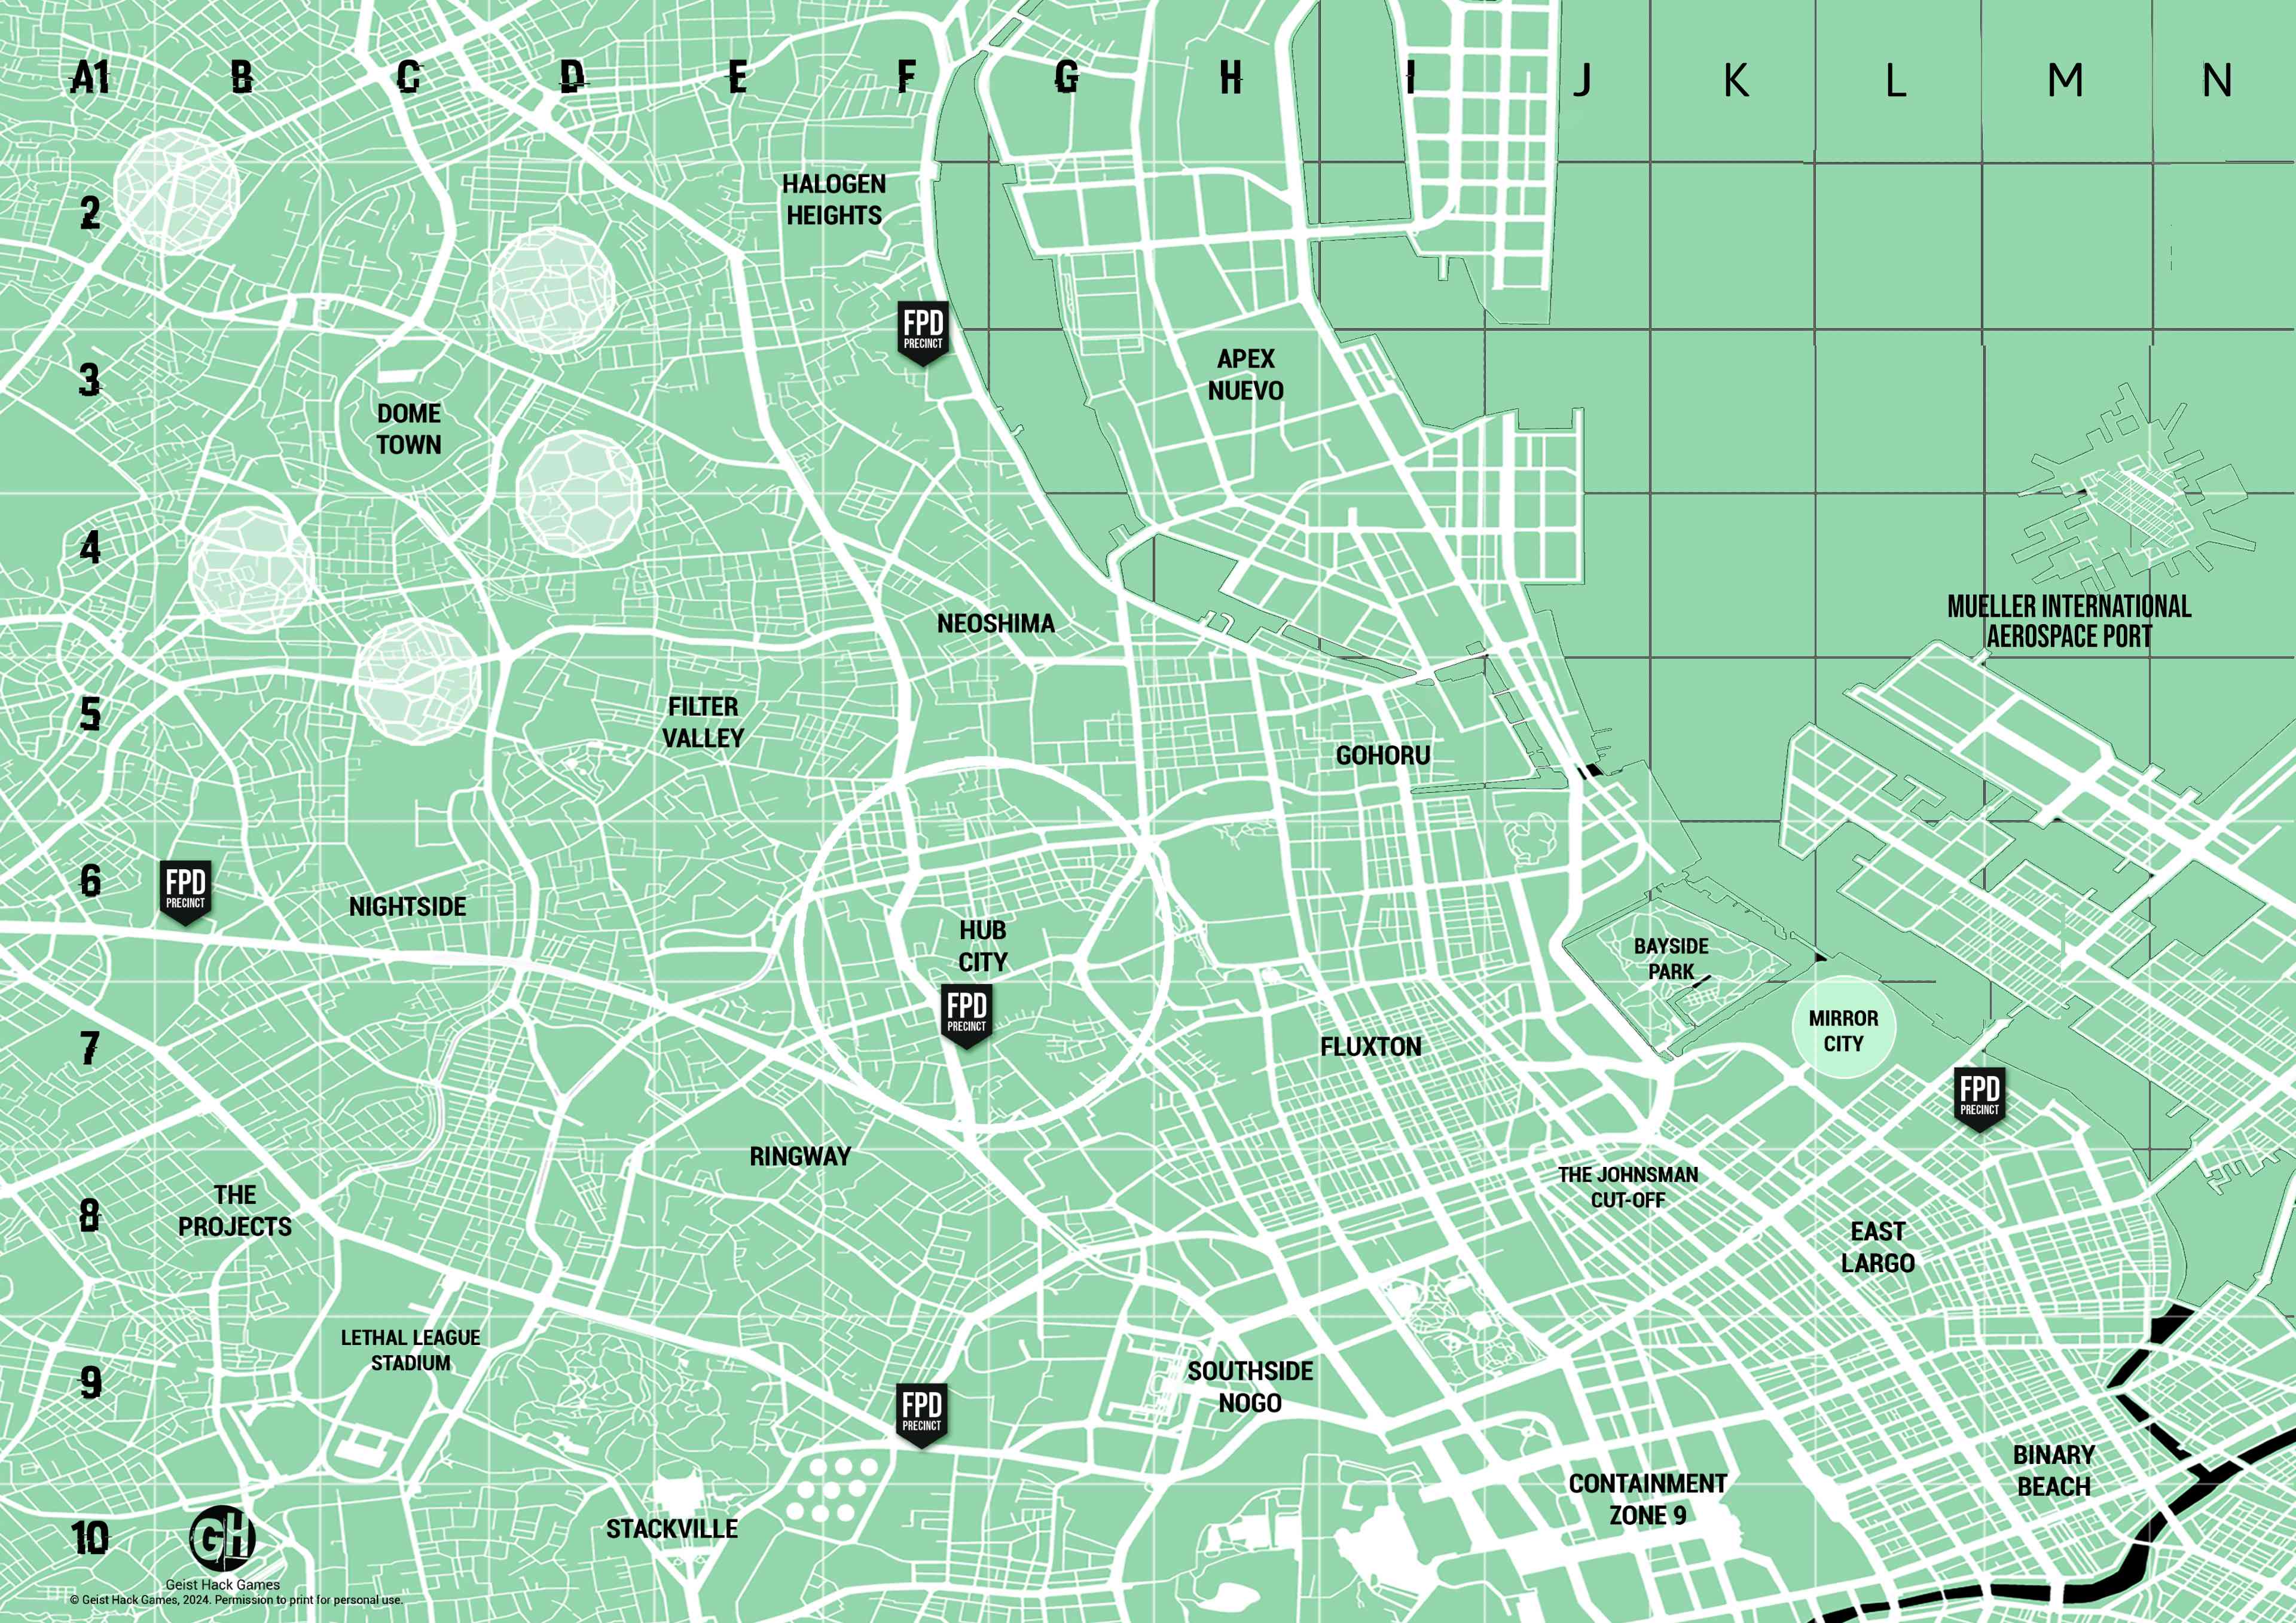 A1 B C D E F G H I J K L M N
HALOGEN
HEIGHTS
2
FPD
PRECINCT
APEX
NUEVO
3
DOME
TOWN
4
MUELLER INTERNATIONAL
AEROSPACE PORT
NEOSHIMA
5
FILTER
VALLEY
GOHORU
6
FPD
PRECINCT
NIGHTSIDE
HUB
CITY
BAYSIDE
PARK
FPD
PRECINCT
MIRROR
CITY
7
FLUXTON
FPD
PRECINCT
RINGWAY
THE JOHNSMAN
CUT-OFF
8
THE
PROJECTS
EAST
LARGO
LETHAL LEAGUE
STADIUM
9
SOUTHSIDE
NOGO
FPD
PRECINCT
BINARY
BEACH
CONTAINMENT
ZONE 9
10
GH
STACKVILLE
Geist Hack Games
© Geist Hack Games, 2024. Permission to print for personal use.